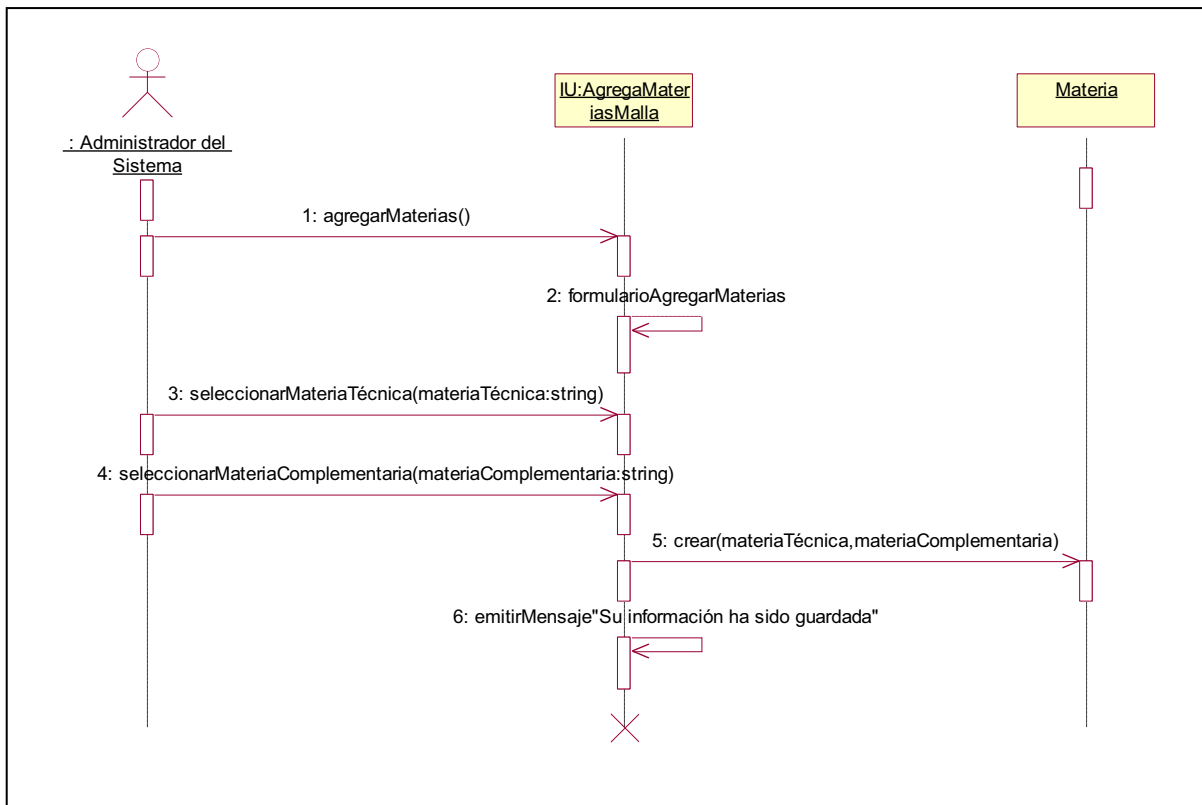 IU:AgregaMater
iasMalla
Materia
: Administrador del
Sistema
1: agregarMaterias()
2: formularioAgregarMaterias
3: seleccionarMateriaTécnica(materiaTécnica:string)
4: seleccionarMateriaComplementaria(materiaComplementaria:string)
5: crear(materiaTécnica,materiaComplementaria)
6: emitirMensaje"Su información ha sido guardada"